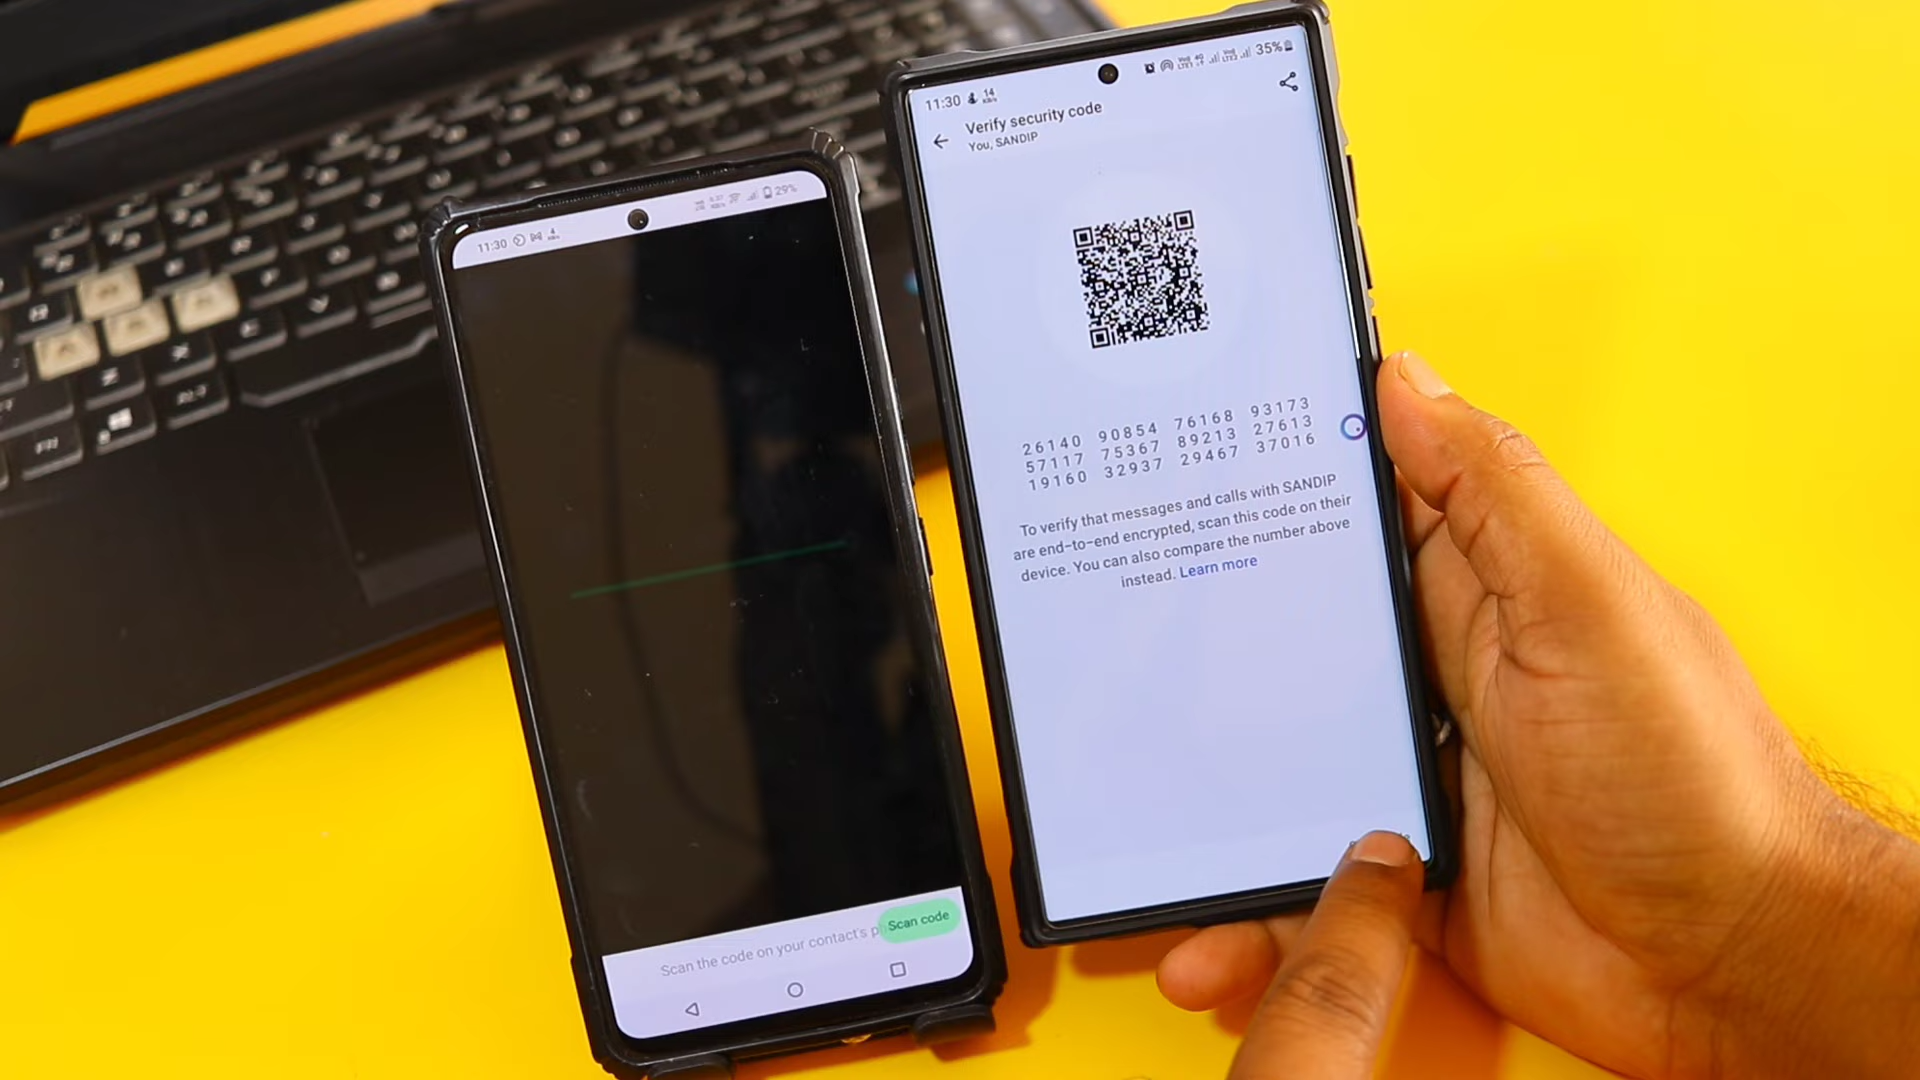 11:30
29%
Scan the code on your contact's
Scan code
11:30
14
KB/s
35%
Verify security code
You, SANDIP
26140 90854 76168 93173
57117 75367 89213 27613
19160 32937 29467 37016
To verify that messages and calls with SANDIP
are end-to-end encrypted, scan this code on their
device. You can also compare the number above
instead. Learn more